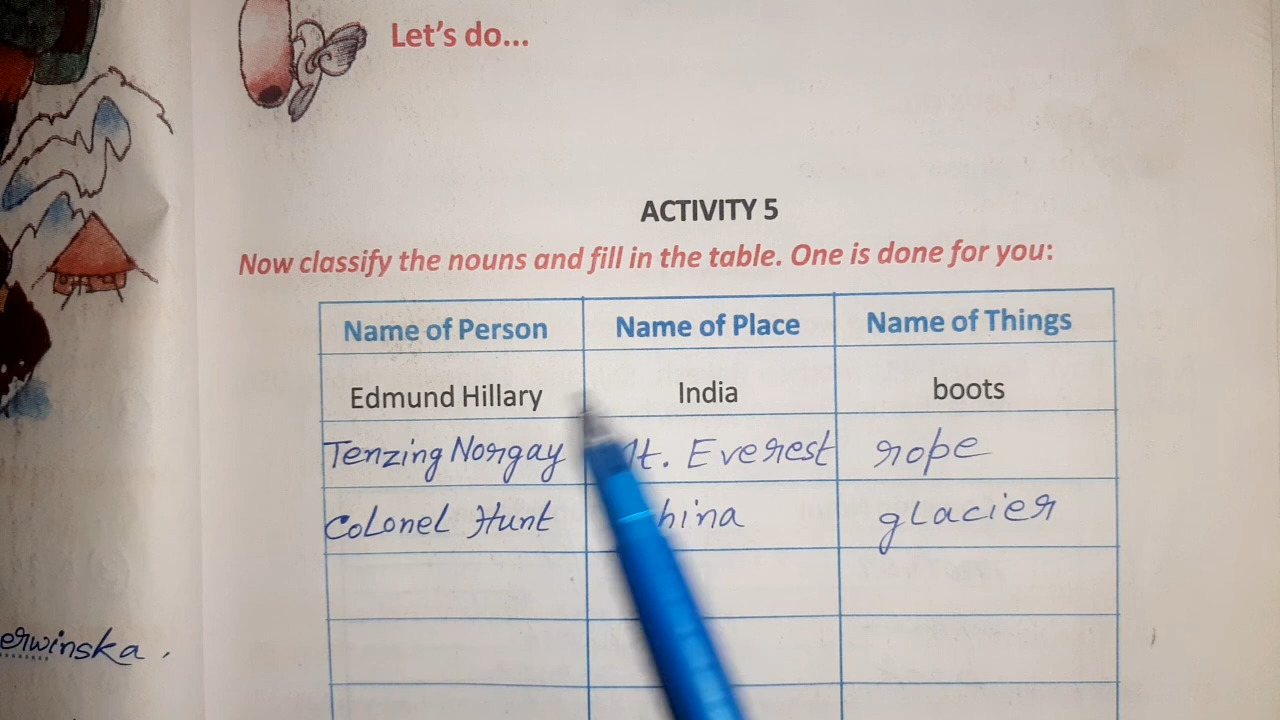 Let's do...
ACTIVITY 5
Now classify the nouns and fill in the table. One is done for you:
Name of Person Name of Place Name of Things
Edmund Hillary India boots
Tenzing Norgay Everest rope
Colonel Hunt glacier